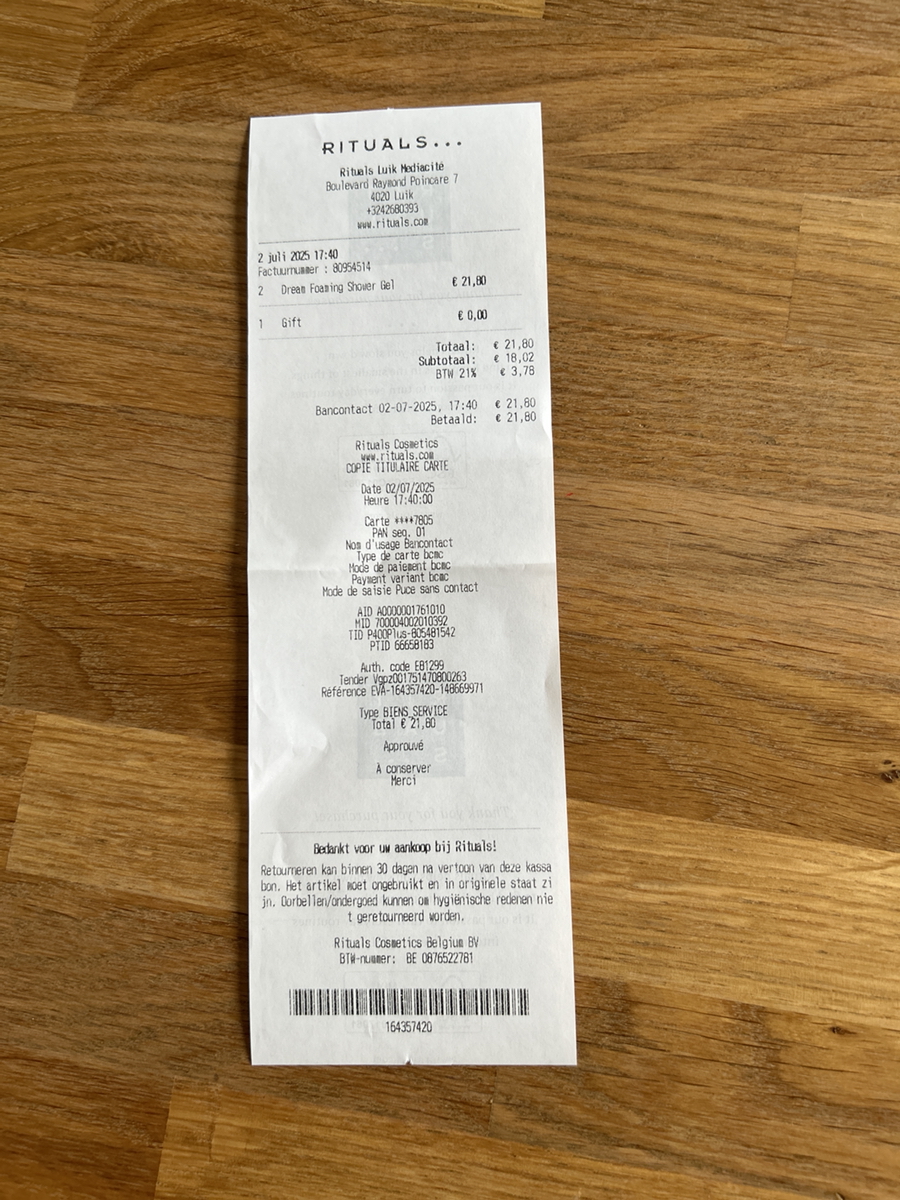 RITUALS...
Rituals Luik Mediacité
Boulevard Raymond Poincare 7
4020 Luik
+3242680393
www.rituals.com
2 juli 2025 17:40
Factuurnummer : 80954514
2 Dream Foaming Shower Gel € 21,80
1 Gift € 0,00
Totaal: € 21,80
Subtotaal: € 18,02
BTW 21% € 3,78
Bancontact 02-07-2025, 17:40 € 21,80
Betaald: € 21,80
Rituals Cosmetics
www.rituals.com
COPIE TITULAIRE CARTE
Date 02/07/2025
Heure 17:40:00
Carte ****7805
PAN seq. 01
Nom d'usage Bancontact
Type de carte bcmc
Mode de paiement bcmc
Payment variant bcmc
Mode de saisie Puce sans contact
AID A0000001761010
MID 700004002010392
TID P400Plus-805481542
PTID 66658183
Auth. code EB1299
Tender Vgpz001751470800263
Référence EVA-164357420-148669971
Type BIENS_SERVICE
Total € 21,80
Approuvé
A conserver
Merci
Thank you for your purchase
Bedankt voor uw aankoop bij Rituals!
Retourneren kan binnen 30 dagen na vertoon van deze kassa
bon. Het artikel moet ongebruikt en in originele staat zi
jn. Oorbellen/ondergoed kunnen om hygiënische redenen nie
t geretourneerd worden.
Rituals Cosmetics Belgium BV
BTW-nummer: BE 0876522781
164357420